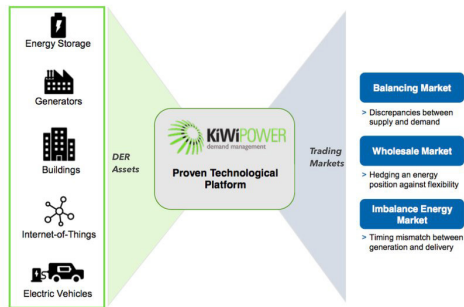 Energy Storage
Generators
Buildings
Internet-of-Things
Electric Vehicles
DER
Assets
KiWiPOWER
demand management
Proven Technological
Platform
Trading
Markets
Balancing Market
> Discrepancies between
supply and demand
Wholesale Market
> Hedging an energy
position against flexibility
Imbalance Energy
Market
> Timing mismatch between
generation and delivery